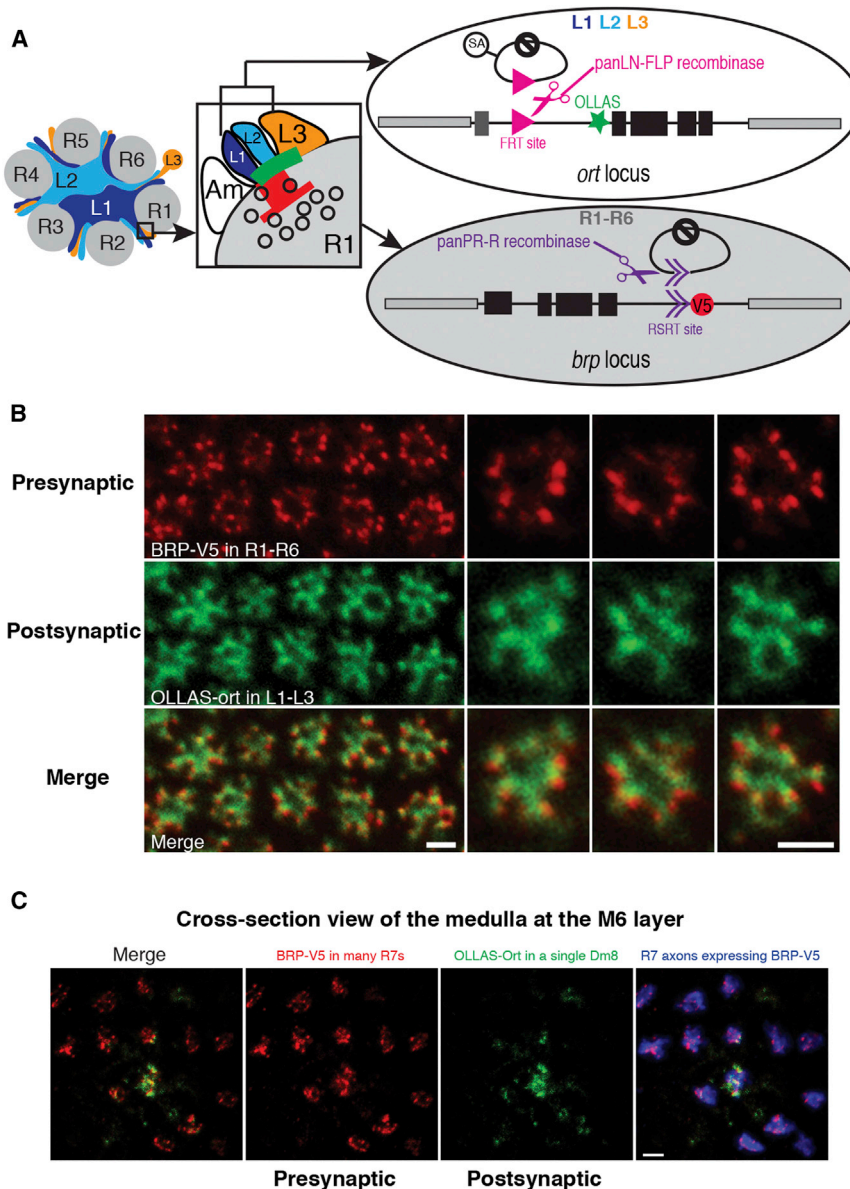 A
R5
R6
L3
R4
L2
L1
R1
R3
R2
L3
L2
L1
Am
R1
L1 L2 L3
SA
panLN-FLP recombinase
OLLAS
FRT site
ort locus
R1-R6
panPR-R recombinase
V5
RSRT site
brp locus
B
Presynaptic
BRP-V5 in R1-R6
Postsynaptic
OLLAS-ort in L1-L3
Merge
Merge
C
Cross-section view of the medulla at the M6 layer
Merge
BRP-V5 in many R7s
OLLAS-Ort in a single Dm8
R7 axons expressing BRP-V5
Presynaptic
Postsynaptic